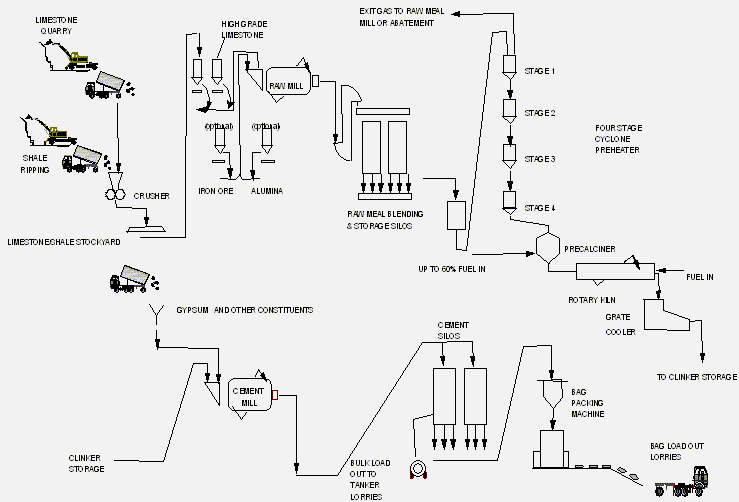 LIMESTONE
QUARRY
HIGH GRADE
LIMESTONE
EXIT GAS TO RAW MEAL
MILL OR ABATEMENT
STAGE 1
RAW MILL
STAGE 2
(optional)
(optional)
FOUR STAGE
CYCLONE
PREHEATER
SHALE
RIPPING
STAGE 3
CRUSHER
IRON ORE
ALUMINA
STAGE 4
RAW MEAL BLENDING
& STORAGE SILOS
LIMESTONE/SHALE STOCKYARD
PRECALCINER
UP TO 60% FUEL IN
FUEL IN
ROTARY KILN
GYPSUM AND OTHER CONSTITUENTS
GRATE
COOLER
CEMENT
SILOS
TO CLINKER STORAGE
CEMENT
MILL
BAG
PACKING
MACHINE
CLINKER
STORAGE
BULK LOAD
OUT TO
TANKER
LORRIES
BAG LOAD OUT
LORRIES